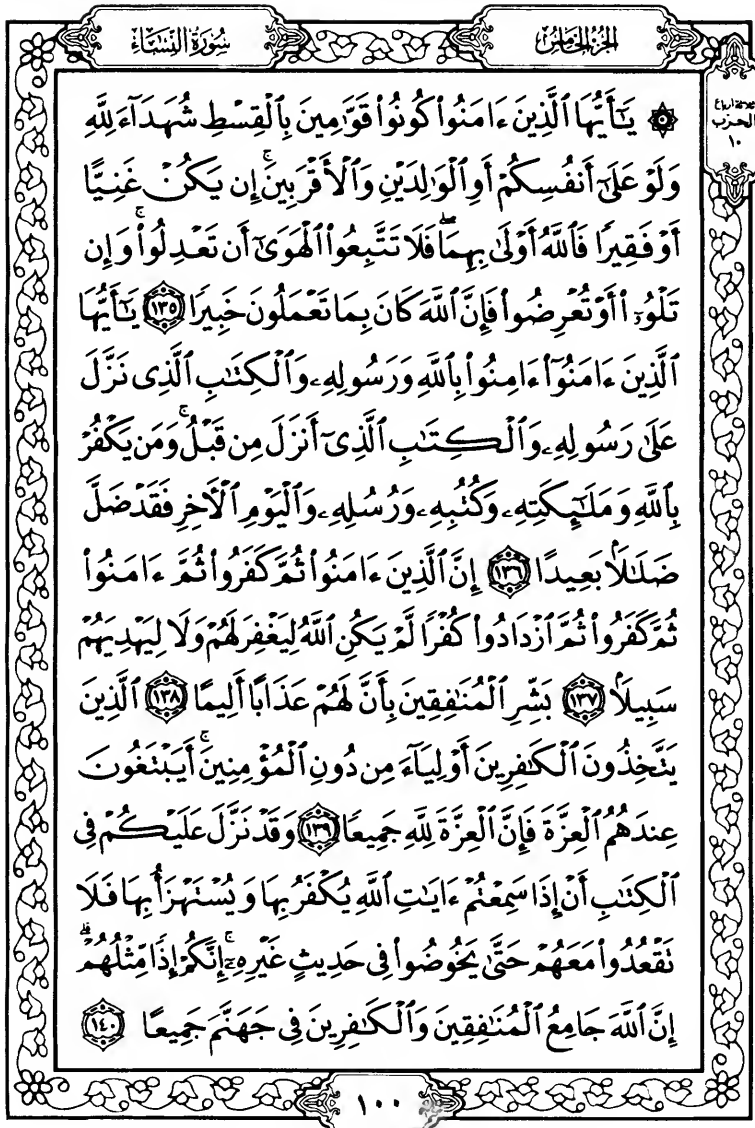 سُورَةُ النِّسَاءِ
الجزء الخامس
ثلاثة أرباع
الحزب
١٠
۞ يَٰٓأَيُّهَا ٱلَّذِينَ ءَامَنُوا۟ كُونُوا۟ قَوَّٰمِينَ بِٱلْقِسْطِ شُهَدَآءَ لِلَّهِ
وَلَوْ عَلَىٰٓ أَنفُسِكُمْ أَوِ ٱلْوَٰلِدَيْنِ وَٱلْأَقْرَبِينَ ۚ إِن يَكُنْ غَنِيًّا
أَوْ فَقِيرًا فَٱللَّهُ أَوْلَىٰ بِهِمَا ۖ فَلَا تَتَّبِعُوا۟ ٱلْهَوَىٰٓ أَن تَعْدِلُوا۟ ۚ وَإِن
تَلْوُۥٓا۟ أَوْ تُعْرِضُوا۟ فَإِنَّ ٱللَّهَ كَانَ بِمَا تَعْمَلُونَ خَبِيرًا ١٣٥ يَٰٓأَيُّهَا
ٱلَّذِينَ ءَامَنُوٓا۟ ءَامِنُوا۟ بِٱللَّهِ وَرَسُولِهِۦ وَٱلْكِتَٰبِ ٱلَّذِى نَزَّلَ
عَلَىٰ رَسُولِهِۦ وَٱلْكِتَٰبِ ٱلَّذِىٓ أَنزَلَ مِن قَبْلُ ۚ وَمَن يَكْفُرْ
بِٱللَّهِ وَمَلَٰٓئِكَتِهِۦ وَكُتُبِهِۦ وَرُسُلِهِۦ وَٱلْيَوْمِ ٱلْأَخِرِ فَقَدْ ضَلَّ
ضَلَٰلًۢا بَعِيدًا ١٣٦ إِنَّ ٱلَّذِينَ ءَامَنُوا۟ ثُمَّ كَفَرُوا۟ ثُمَّ ءَامَنُوا۟
ثُمَّ كَفَرُوا۟ ثُمَّ ٱزْدَادُوا۟ كُفْرًا لَّمْ يَكُنِ ٱللَّهُ لِيَغْفِرَ لَهُمْ وَلَا لِيَهْدِيَهُمْ
سَبِيلًۢا ١٣٧ بَشِّرِ ٱلْمُنَٰفِقِينَ بِأَنَّ لَهُمْ عَذَابًا أَلِيمًا ١٣٨ ٱلَّذِينَ
يَتَّخِذُونَ ٱلْكَٰفِرِينَ أَوْلِيَآءَ مِن دُونِ ٱلْمُؤْمِنِينَ ۚ أَيَبْتَغُونَ
عِندَهُمُ ٱلْعِزَّةَ فَإِنَّ ٱلْعِزَّةَ لِلَّهِ جَمِيعًا ١٣٩ وَقَدْ نَزَّلَ عَلَيْكُمْ فِى
ٱلْكِتَٰبِ أَنْ إِذَا سَمِعْتُمْ ءَايَٰتِ ٱللَّهِ يُكْفَرُ بِهَا وَيُسْتَهْزَأُ بِهَا فَلَا
تَقْعُدُوا۟ مَعَهُمْ حَتَّىٰ يَخُوضُوا۟ فِى حَدِيثٍ غَيْرِهِۦٓ ۚ إِنَّكُمْ إِذًا مِّثْلُهُمْ ۗ
إِنَّ ٱللَّهَ جَامِعُ ٱلْمُنَٰفِقِينَ وَٱلْكَٰفِرِينَ فِى جَهَنَّمَ جَمِيعًا ١٤٠
١٠٠